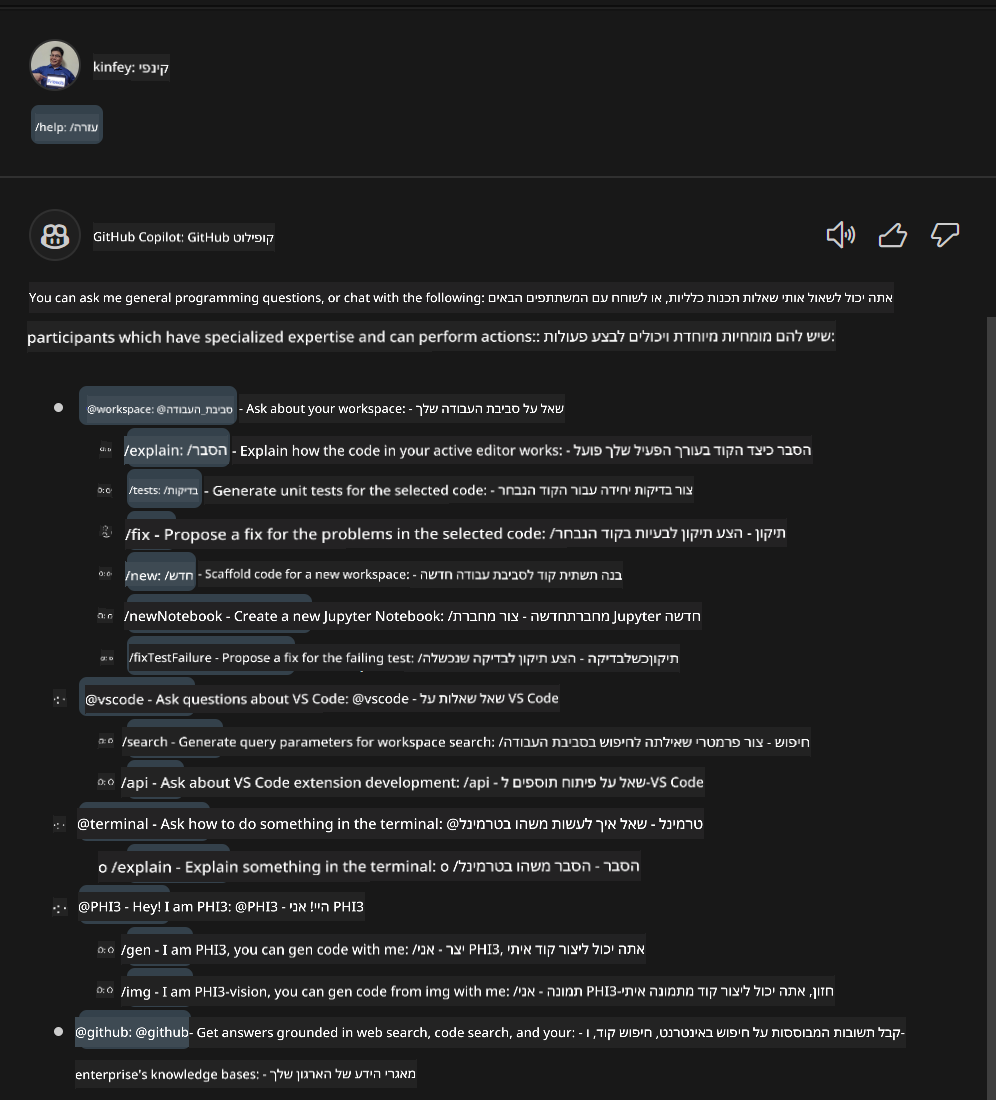 kinfey: קינפי
/help: /עזרה
GitHub Copilot: GitHub קופילוט
You can ask me general programming questions, or chat with the following: אתה יכול לשאול אותי שאלות תכנות כלליות, או לשוחח עם המשתתפים הבאים
participants which have specialized expertise and can perform actions:: שיש להם מומחיות מיוחדת ויכולים לבצע פעולות:
@workspace: @סביבת_העבודה - Ask about your workspace: - שאל על סביבת העבודה שלך
/explain: /הסבר - Explain how the code in your active editor works: - הסבר כיצד הקוד בעורך הפעיל שלך פועל
/tests: /בדיקות - Generate unit tests for the selected code: - צור בדיקות יחידה עבור הקוד הנבחר
/fix - Propose a fix for the problems in the selected code: /תיקון - הצע תיקון לבעיות בקוד הנבחר
/new: /חדש - Scaffold code for a new workspace: - בנה תשתית קוד לסביבת עבודה חדשה
/newNotebook - Create a new Jupyter Notebook: /מחברתחדשה - צור מחברת Jupyter חדשה
/fixTestFailure - Propose a fix for the failing test: /תיקוןכשלבדיקה - הצע תיקון לבדיקה שנכשלה
@vscode - Ask questions about VS Code: @vscode - שאל שאלות על VS Code
/search - Generate query parameters for workspace search: /חיפוש - צור פרמטרי שאילתה לחיפוש בסביבת העבודה
/api - Ask about VS Code extension development: /api - שאל על פיתוח תוספים ל-VS Code
@terminal - Ask how to do something in the terminal: @טרמינל - שאל איך לעשות משהו בטרמינל
o /explain - Explain something in the terminal: o /הסבר - הסבר משהו בטרמינל
@PHI3 - Hey! I am PHI3: @PHI3 - היי! אני PHI3
/gen - I am PHI3, you can gen code with me: /יצר - אני PHI3, אתה יכול ליצור קוד איתי
/img - I am PHI3-vision, you can gen code from img with me: /תמונה - אני PHI3-חזון, אתה יכול ליצור קוד מתמונה איתי
@github: @github- Get answers grounded in web search, code search, and your: - קבל תשובות המבוססות על חיפוש באינטרנט, חיפוש קוד, ו-
enterprise's knowledge bases: - מאגרי הידע של הארגון שלך